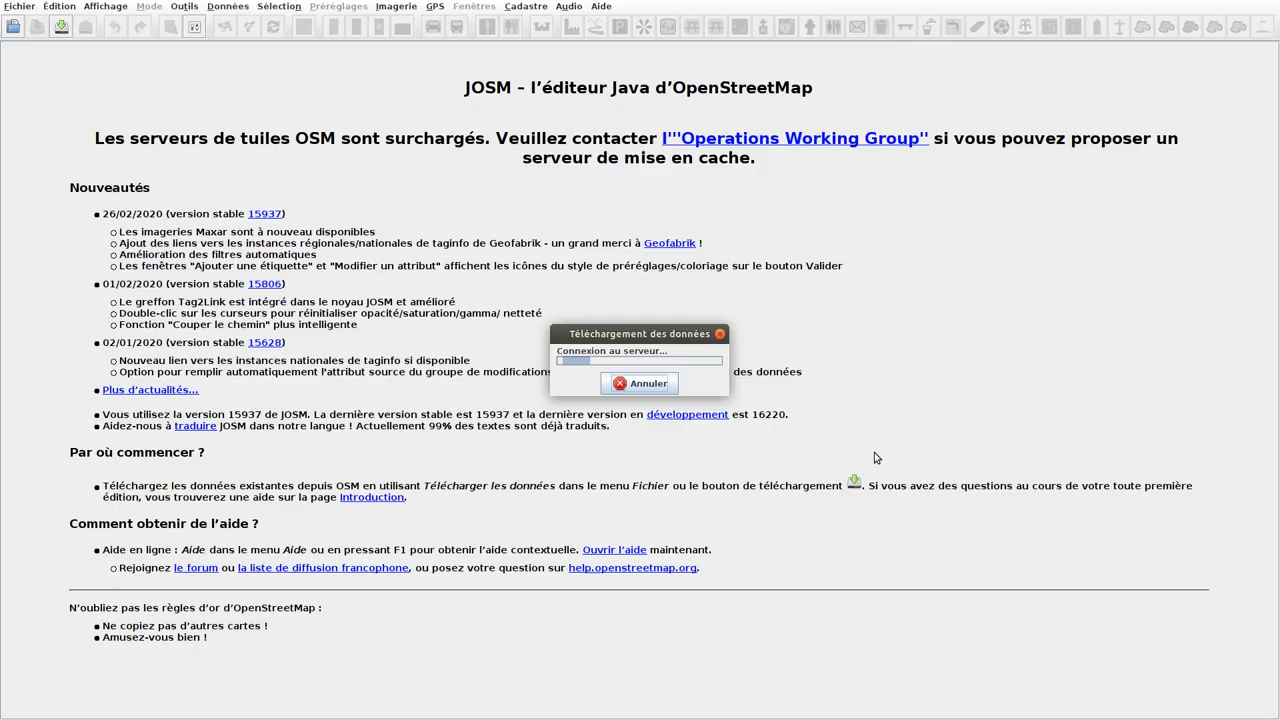 Fichier Édition Affichage Mode Outils Données Sélection Préréglages Imagerie GPS Fenêtres Cadastre Audio Aide
JOSM – l’éditeur Java d’OpenStreetMap
Les serveurs de tuiles OSM sont surchargés. Veuillez contacter l'''Operations Working Group'' si vous pouvez proposer un
serveur de mise en cache.
Nouveautés
26/02/2020 (version stable 15937)
Les imageries Maxar sont à nouveau disponibles
Ajout des liens vers les instances régionales/nationales de taginfo de Geofabrik - un grand merci à Geofabrik !
Amélioration des filtres automatiques
Les fenêtres "Ajouter une étiquette" et "Modifier un attribut" affichent les icônes du style de préréglages/coloriage sur le bouton Valider
01/02/2020 (version stable 15806)
Le greffon Tag2Link est intégré dans le noyau JOSM et amélioré
Double-clic sur les curseurs pour réinitialiser opacité/saturation/gamma/ netteté
Fonction "Couper le chemin" plus intelligente
Téléchargement des données
02/01/2020 (version stable 15628)
Connexion au serveur...
Nouveau lien vers les instances nationales de taginfo si disponible
Option pour remplir automatiquement l'attribut source du groupe de modifications des données
Annuler
Plus d’actualités...
Vous utilisez la version 15937 de JOSM. La dernière version stable est 15937 et la dernière version en développement est 16220.
Aidez-nous à traduire JOSM dans notre langue ! Actuellement 99% des textes sont déjà traduits.
Par où commencer ?
Téléchargez les données existantes depuis OSM en utilisant Télécharger les données dans le menu Fichier ou le bouton de téléchargement . Si vous avez des questions au cours de votre toute première
édition, vous trouverez une aide sur la page Introduction.
Comment obtenir de l’aide ?
Aide en ligne : Aide dans le menu Aide ou en pressant F1 pour obtenir l’aide contextuelle. Ouvrir l’aide maintenant.
Rejoignez le forum ou la liste de diffusion francophone, ou posez votre question sur help.openstreetmap.org.
N’oubliez pas les règles d’or d’OpenStreetMap :
Ne copiez pas d’autres cartes !
Amusez-vous bien !